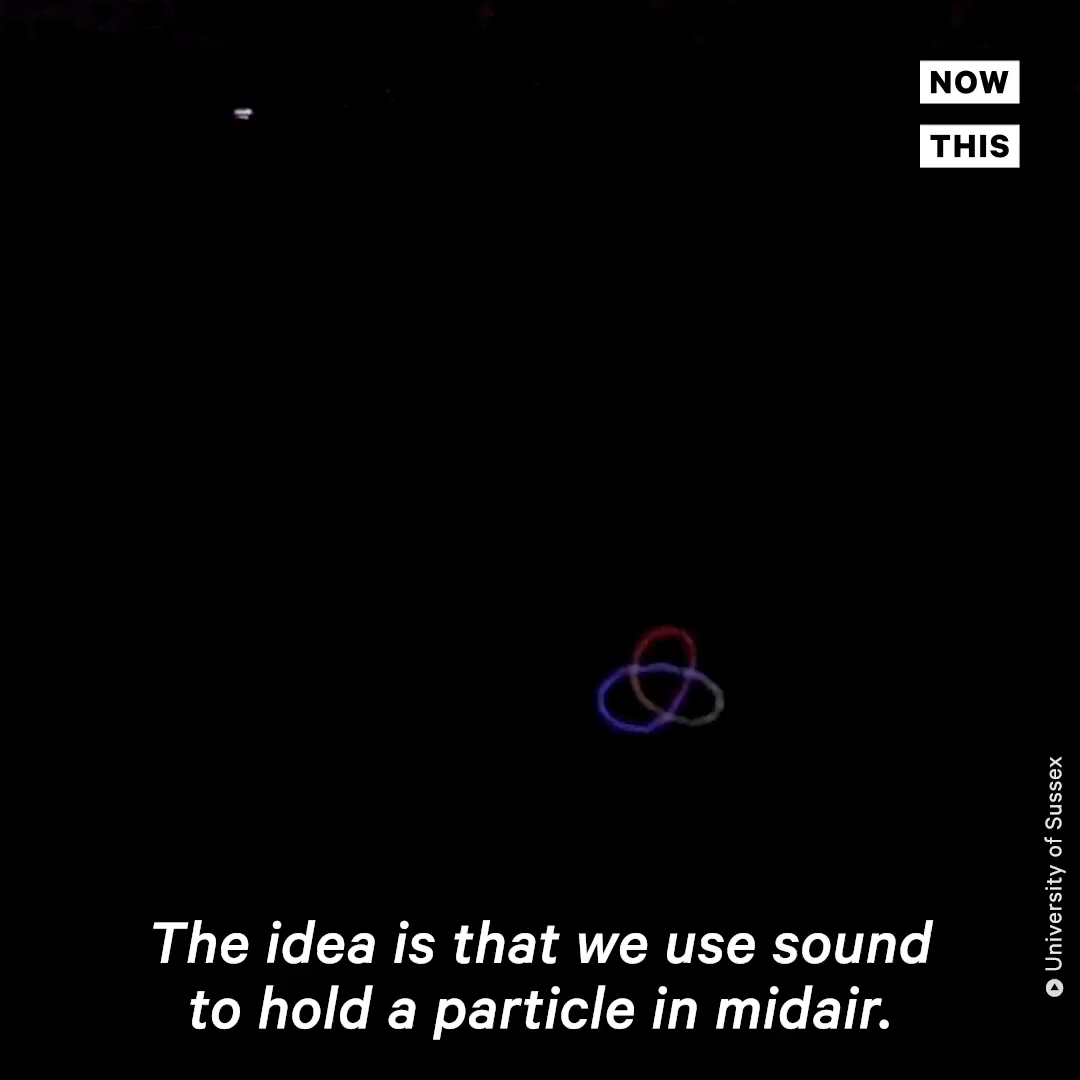 NOW
THIS
University of Sussex
The idea is that we use sound
to hold a particle in midair.